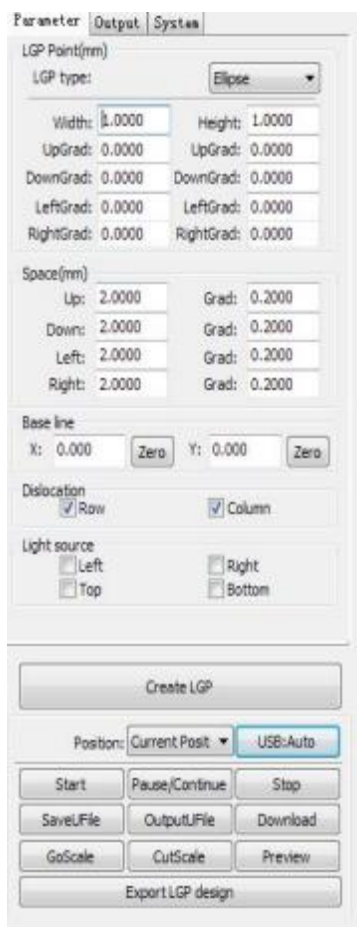 Parameter Output System
LGP Point(mm)
LGP type: Ellipse
Width: 1.0000 Height: 1.0000
UpGrad: 0.0000 UpGrad: 0.0000
DownGrad: 0.0000 DownGrad: 0.0000
LeftGrad: 0.0000 LeftGrad: 0.0000
RightGrad: 0.0000 RightGrad: 0.0000
Space(mm)
Up: 2.0000 Grad: 0.2000
Down: 2.0000 Grad: 0.2000
Left: 2.0000 Grad: 0.2000
Right: 2.0000 Grad: 0.2000
Base line
X: 0.000 Zero Y: 0.000 Zero
Dislocation
Row Column
Light source
Left Right
Top Bottom
Create LGP
Position: Current Posit USB:Auto
Start Pause/Continue Stop
SaveUFile OutputUFile Download
GoScale CutScale Preview
Export LGP design